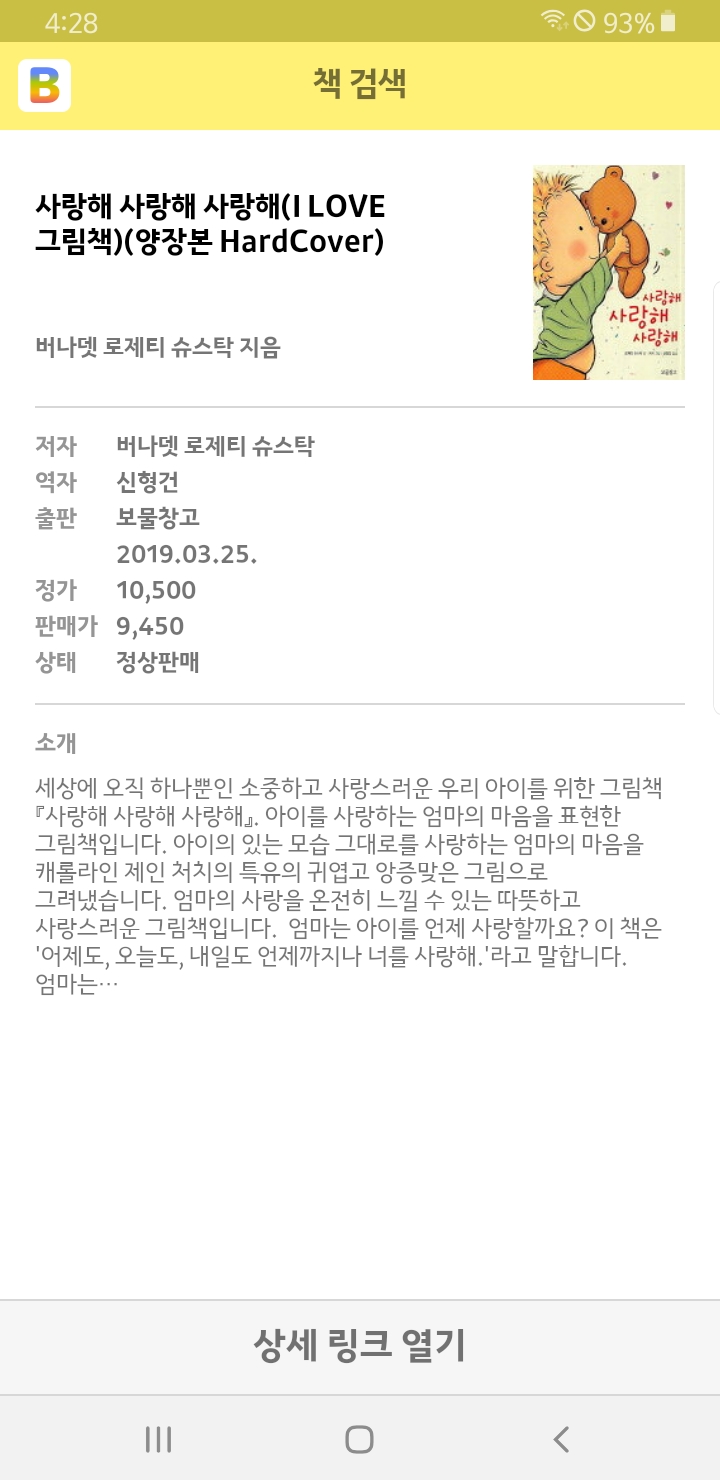 4:28
93%
B
책 검색
사랑해 사랑해 사랑해(I LOVE
그림책)(양장본 HardCover)
버나뎃 로제티 슈스탁 지음
사랑해
사랑해
사랑해
보물창고
저자 버나뎃 로제티 슈스탁
역자 신형건
출판 보물창고
2019.03.25.
정가 10,500
판매가 9,450
상태 정상판매
소개
세상에 오직 하나뿐인 소중하고 사랑스러운 우리 아이를 위한 그림책
『사랑해 사랑해 사랑해』. 아이를 사랑하는 엄마의 마음을 표현한
그림책입니다. 아이의 있는 모습 그대로를 사랑하는 엄마의 마음을
캐롤라인 제인 처치의 특유의 귀엽고 앙증맞은 그림으로
그려냈습니다. 엄마의 사랑을 온전히 느낄 수 있는 따뜻하고
사랑스러운 그림책입니다.  엄마는 아이를 언제 사랑할까요? 이 책은
'어제도, 오늘도, 내일도 언제까지나 너를 사랑해.'라고 말합니다.
엄마는…
상세 링크 열기